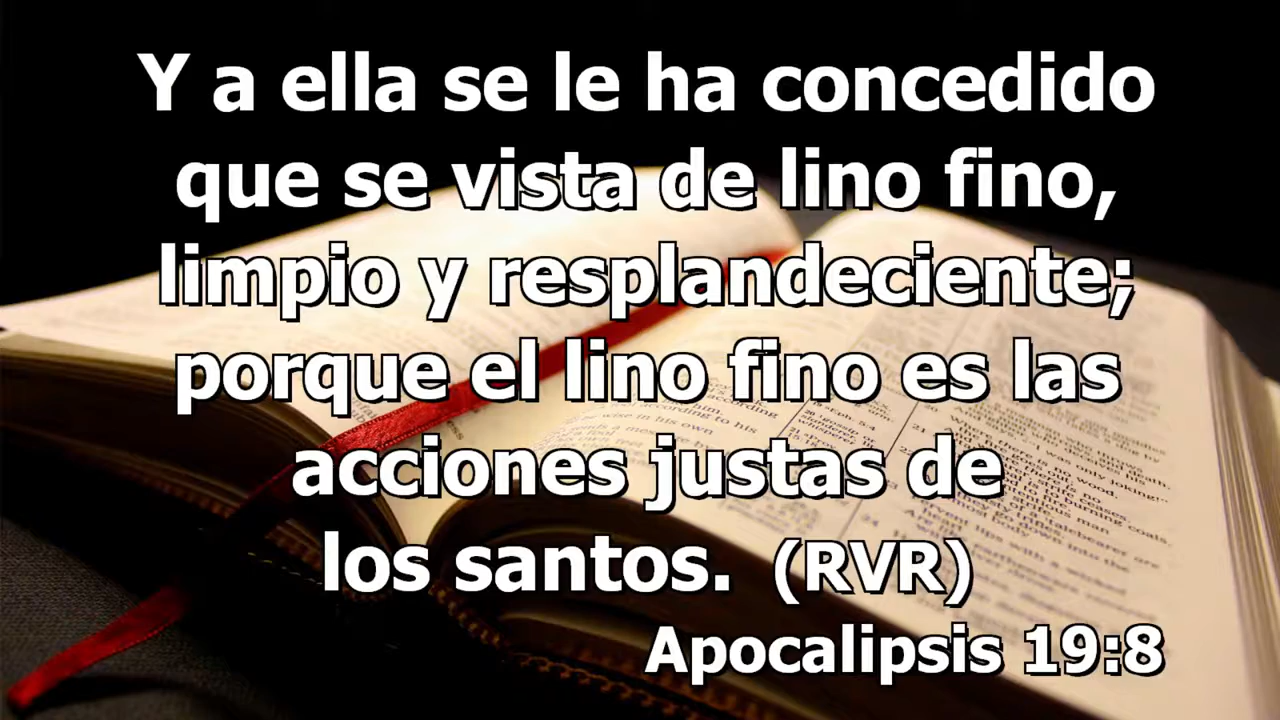 Y a ella se le ha concedido
que se vista de lino fino,
limpio y resplandeciente;
porque el lino fino es las
acciones justas de
los santos. (RVR)
Apocalipsis 19:8